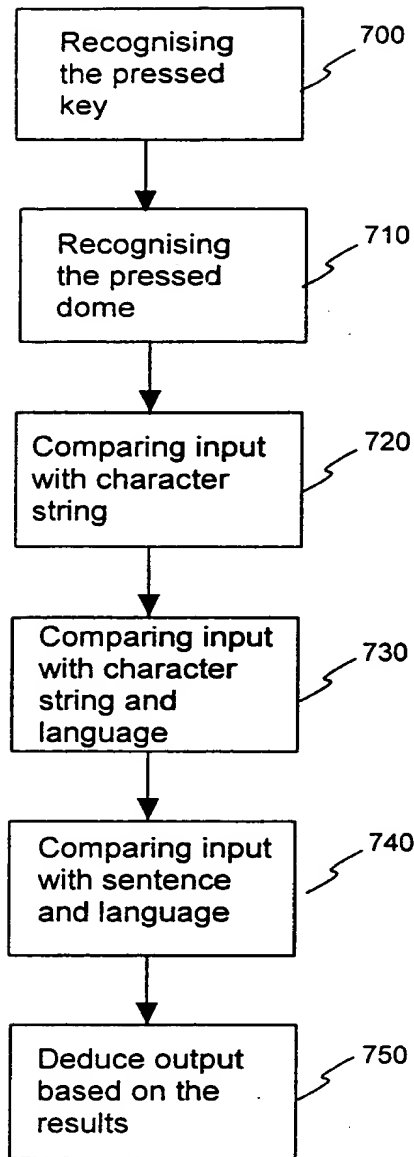 Recognising
the pressed
key
700
Recognising
the pressed
dome
710
Comparing input
with character
string
720
Comparing input
with character
string and
language
730
Comparing input
with sentence
and language
740
Deduce output
based on the
results
750